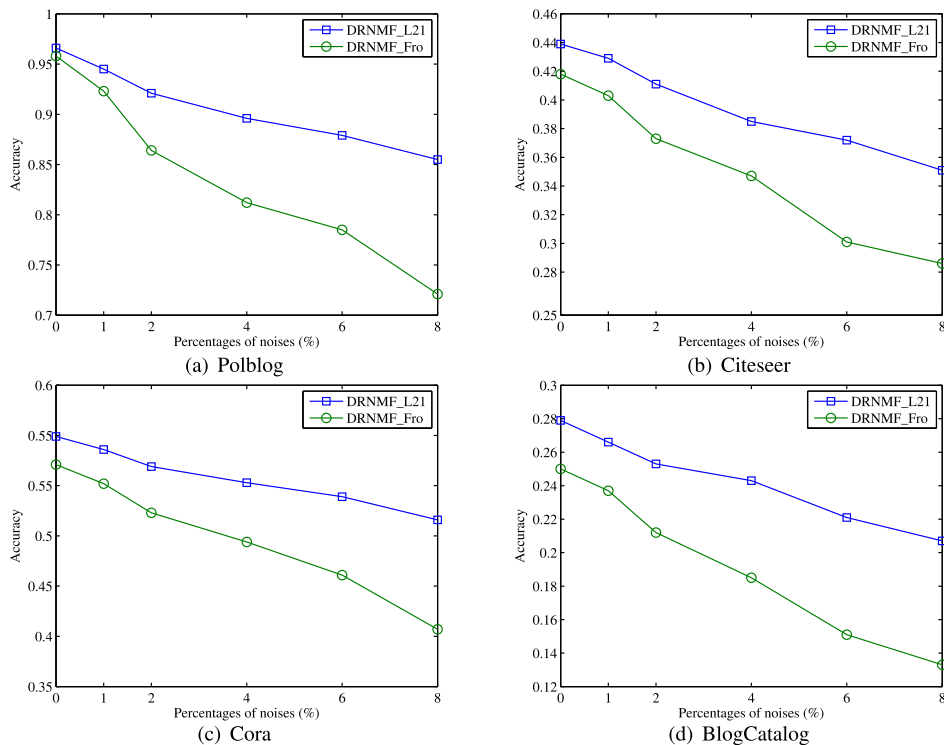 1
0.95
0.9
0.85
0.8
0.75
0.7
Accuracy
DRNMF_L21
DRNMF_Fro
0 1 2 4 6 8
Percentages of noises (%)
(a) Polblog
0.46
0.44
0.42
0.4
0.38
0.36
0.34
0.32
0.3
0.28
0.25
Accuracy
DRNMF_L21
DRNMF_Fro
0 1 2 4 6 8
Percentages of noises (%)
(b) Citeseer
0.6
0.55
0.55
0.5
0.45
0.4
0.35
Accuracy
DRNMF_L21
DRNMF_Fro
0 1 2 4 6 8
Percentages of noises (%)
(c) Cora
0.3
0.28
0.26
0.24
0.22
0.2
0.18
0.16
0.14
0.12
Accuracy
DRNMF_L21
DRNMF_Fro
0 1 2 4 6 8
Percentages of noises (%)
(d) BlogCatalog